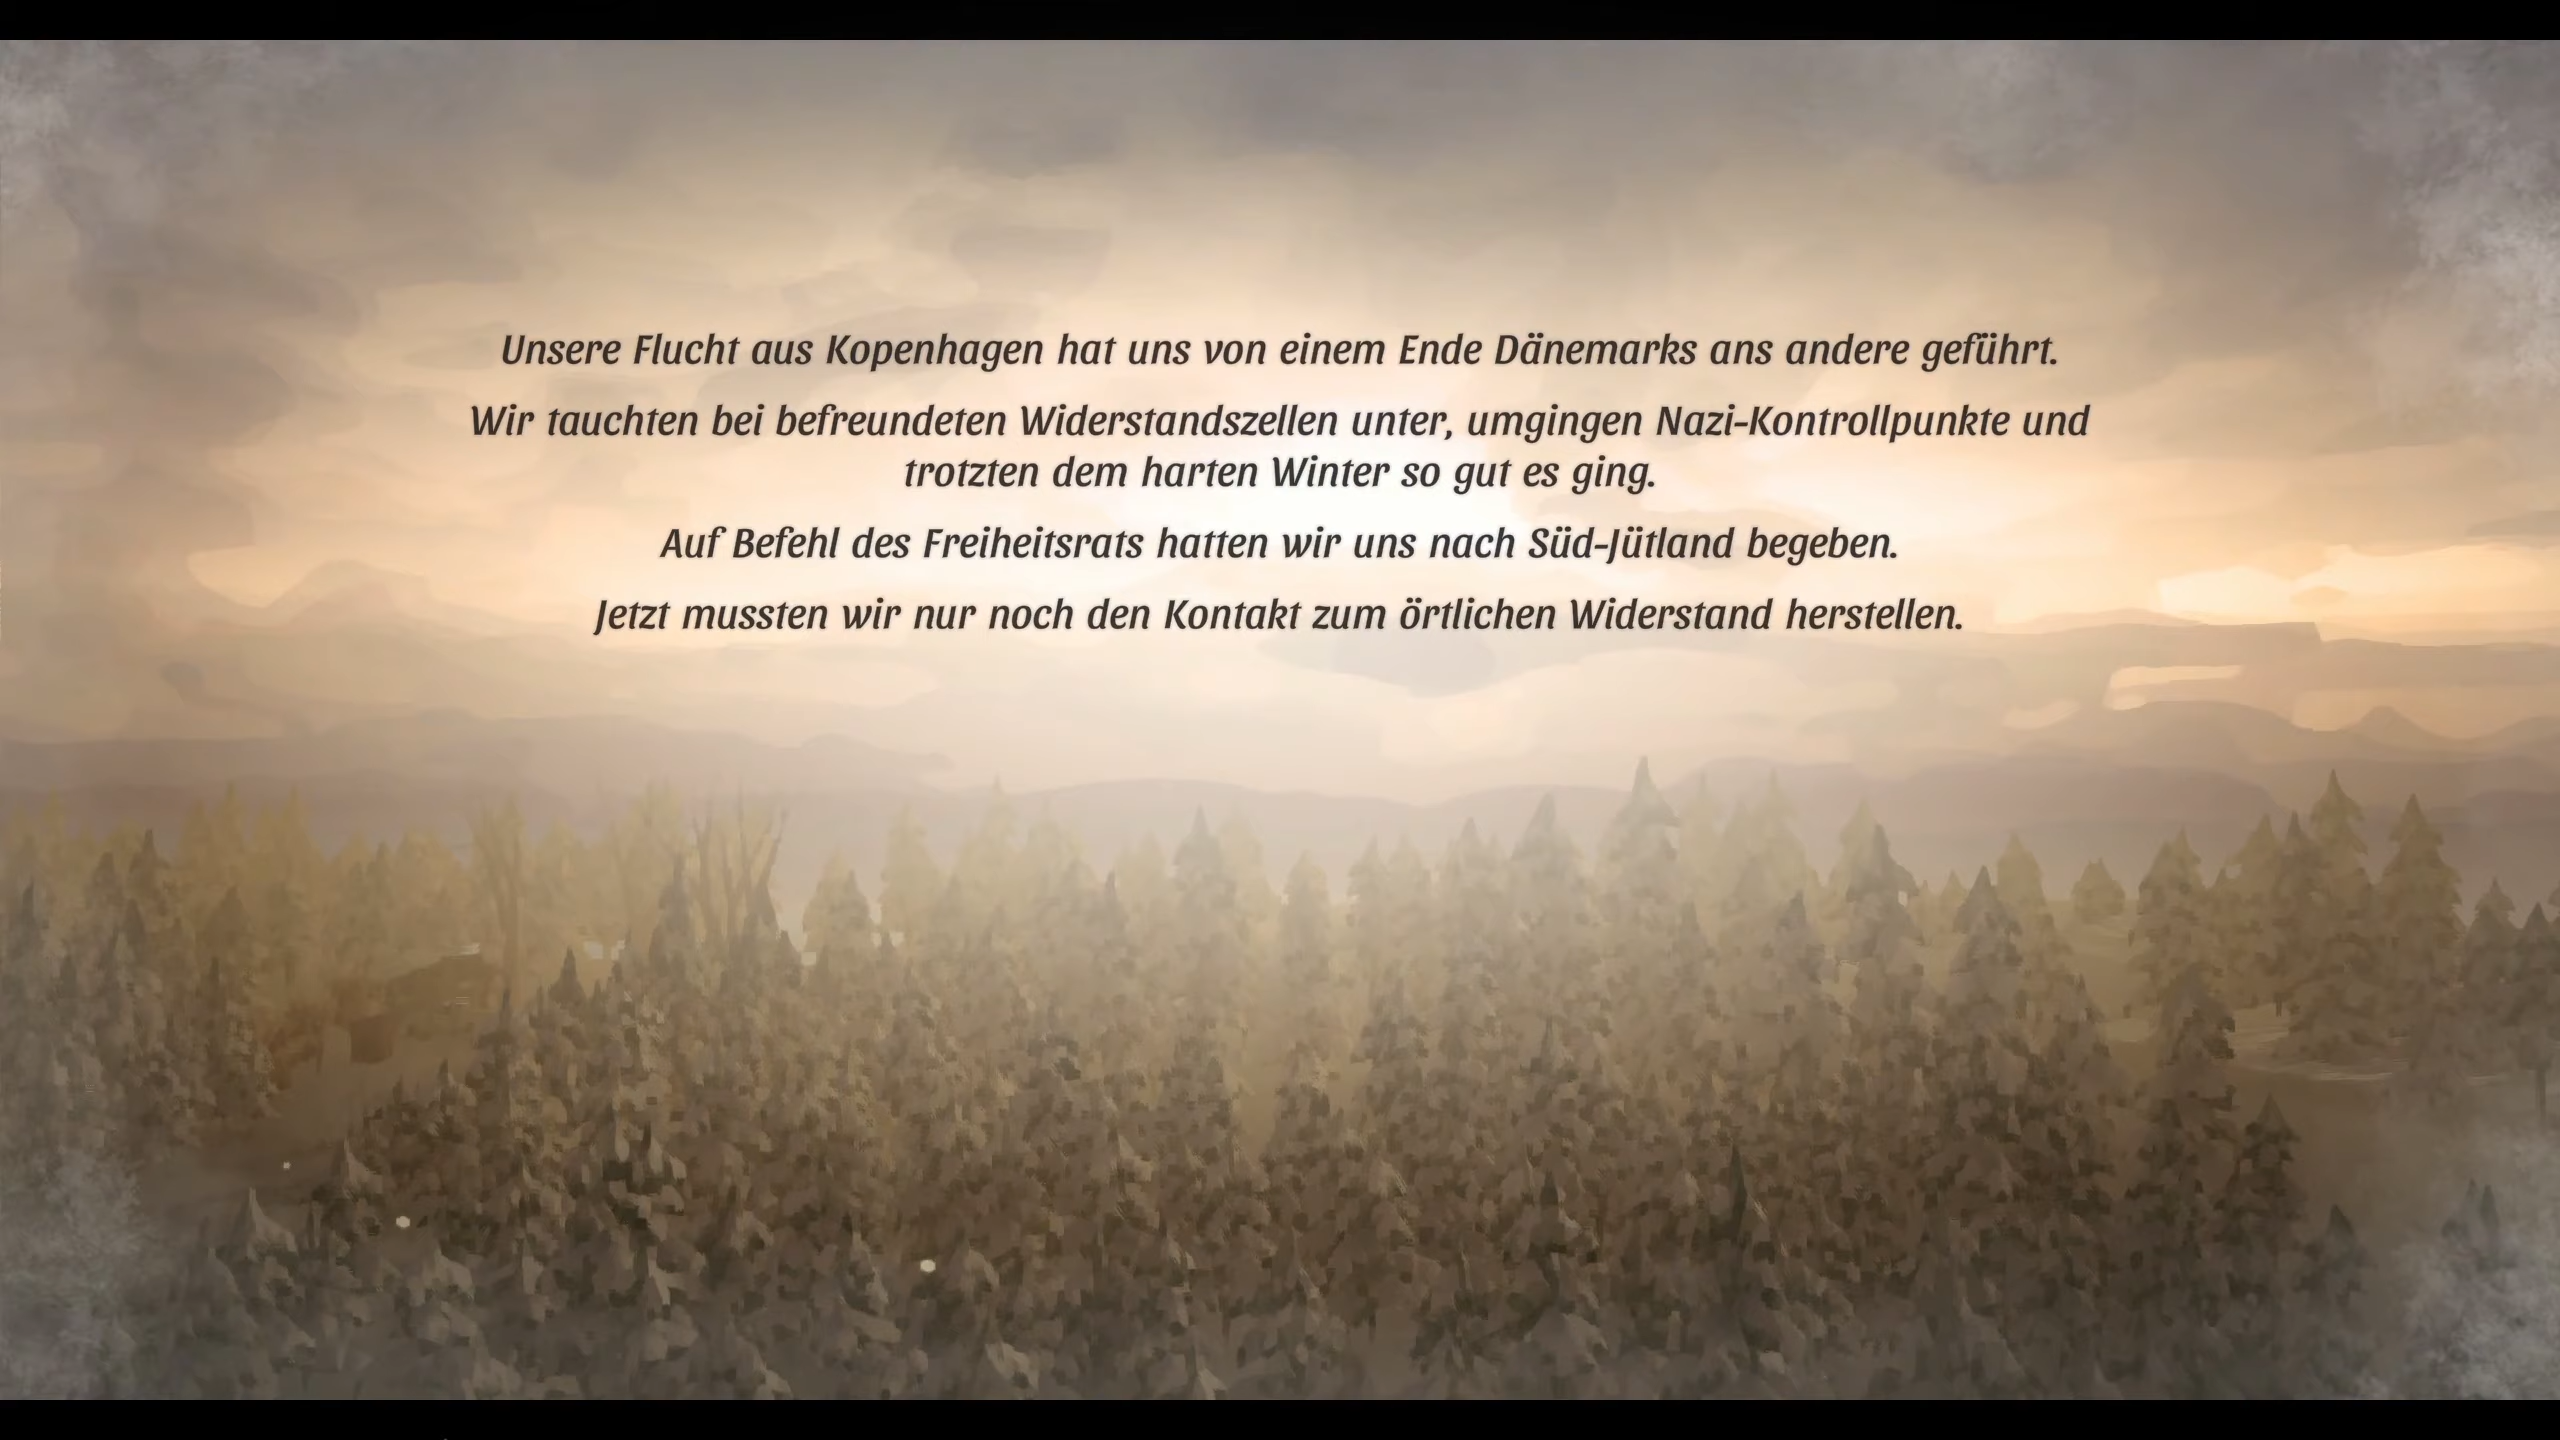 Unsere Flucht aus Kopenhagen hat uns von einem Ende Dänemarks ans andere geführt.
Wir tauchten bei befreundeten Widerstandszellen unter, umgingen Nazi-Kontrollpunkte und
trotzten dem harten Winter so gut es ging.
Auf Befehl des Freiheitsrats hatten wir uns nach Süd-Jütland begeben.
Jetzt mussten wir nur noch den Kontakt zum örtlichen Widerstand herstellen.